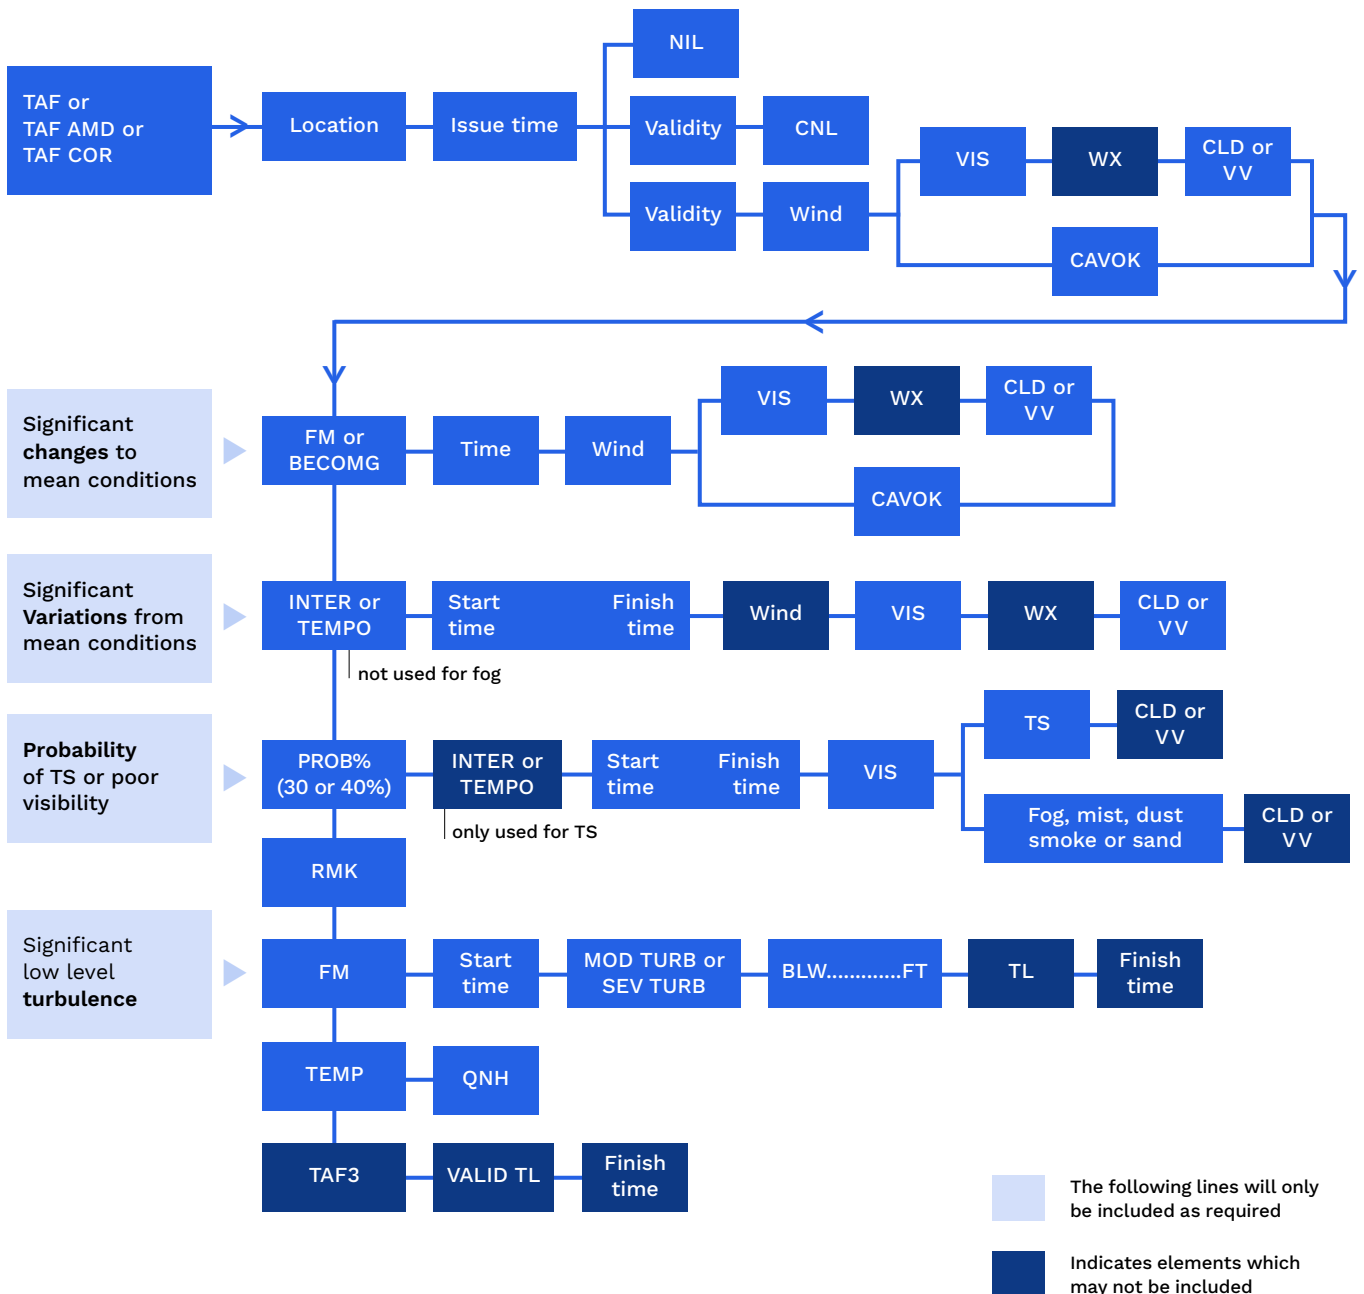 NIL
TAF or
TAF AMD or
TAF COR
Location
Issue time
Validity
CNL
VIS
WX
CLD or
VV
Validity
Wind
CAVOK
Significant
changes to
mean conditions
FM or
BECOMG
Time
Wind
VIS
WX
CLD or
VV
CAVOK
Significant
Variations from
mean conditions
INTER or
TEMPO
not used for fog
Start
time
Finish
time
Wind
VIS
WX
CLD or
VV
Probability
of TS or poor
visibility
PROB%
(30 or 40%)
INTER or
TEMPO
only used for TS
Start
time
Finish
time
VIS
TS
CLD or
VV
Fog, mist, dust
smoke or sand
CLD or
VV
RMK
Significant
low level
turbulence
FM
Start
time
MOD TURB or
SEV TURB
BLW.............FT
TL
Finish
time
TEMP
QNH
TAF3
VALID TL
Finish
time
The following lines will only
be included as required
Indicates elements which
may not be included